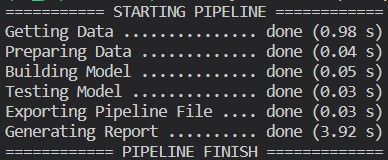 =========== STARTING PIPELINE ============
Getting Data ............... done (0.98 s)
Preparing Data ............. done (0.04 s)
Building Model ............. done (0.05 s)
Testing Model .............. done (0.03 s)
Exporting Pipeline File .... done (0.03 s)
Generating Report .......... done (3.92 s)
============ PIPELINE FINISH =============